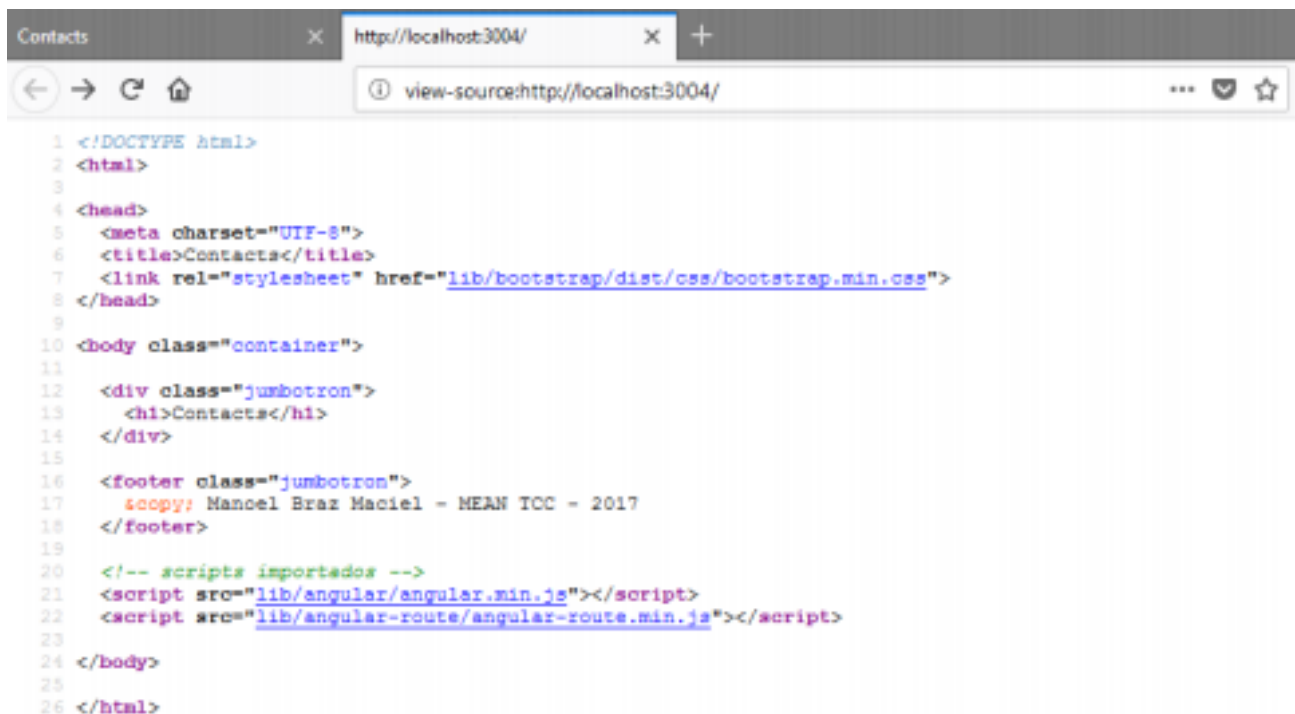 Contacts
http://localhost:3004/
view-source:http://localhost:3004/
1 <!DOCTYPE html>
2 <html>
3
4 <head>
5 <meta charset="UTF-8">
6 <title>Contacts</title>
7 <link rel="stylesheet" href="lib/bootstrap/dist/css/bootstrap.min.css">
8 </head>
9
10 <body class="container">
11
12 <div class="jumbotron">
13 <h1>Contacts</h1>
14 </div>
15
16 <footer class="jumbotron">
17 &copy; Manoel Braz Maciel - MEAN TCC - 2017
18 </footer>
19
20 <!-- scripts importados -->
21 <script src="lib/angular/angular.min.js"></script>
22 <script src="lib/angular-route/angular-route.min.js"></script>
23
24 </body>
25
26 </html>